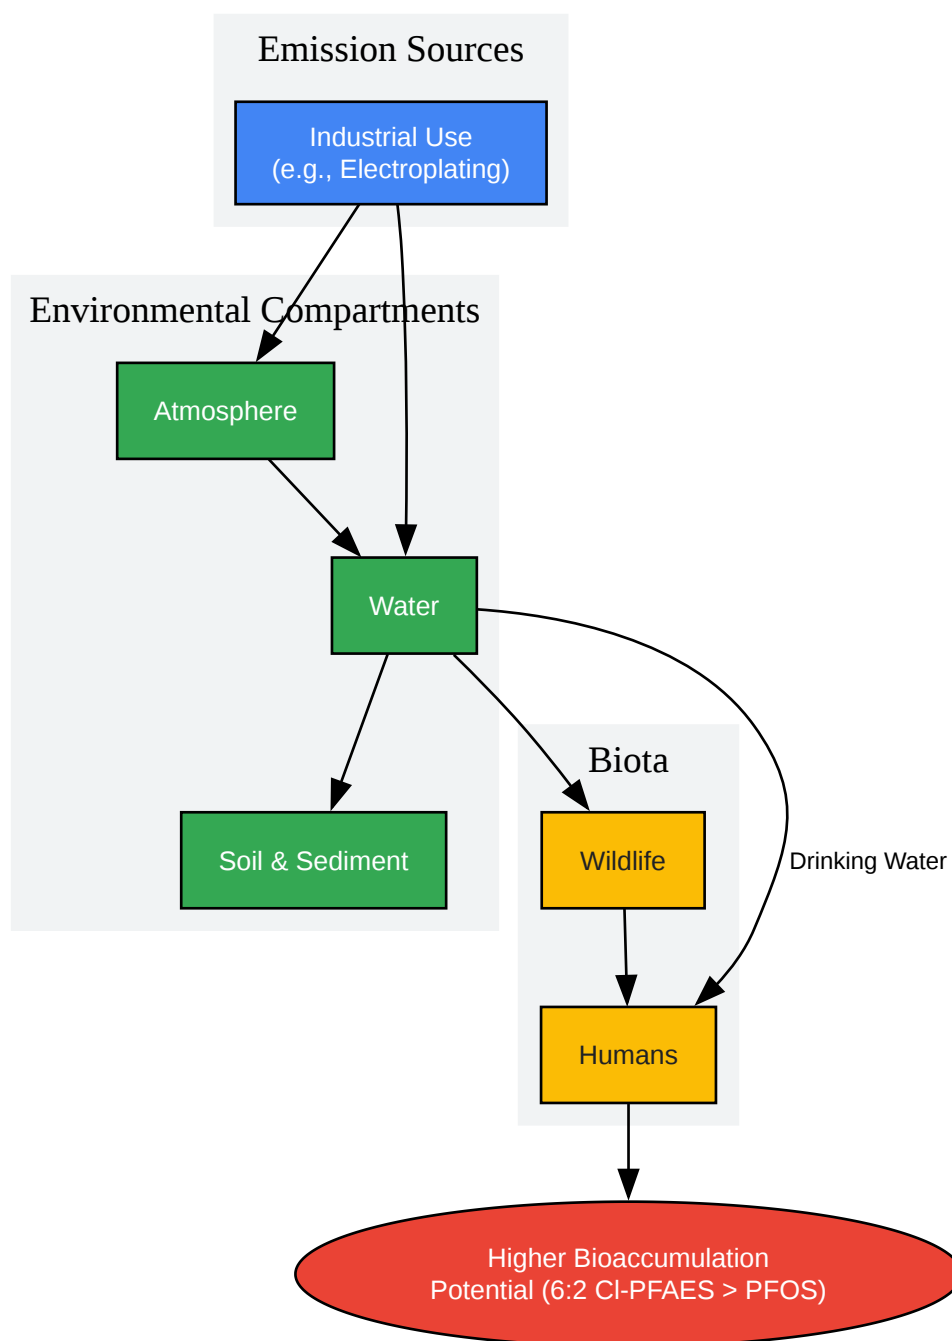 Emission Sources
Industrial Use
(e.g., Electroplating)
Environmental Compartments
Atmosphere
Water
Biota
Soil & Sediment
Wildlife
Drinking Water
Humans
Higher Bioaccumulation
Potential (6:2 Cl-PFAES > PFOS)